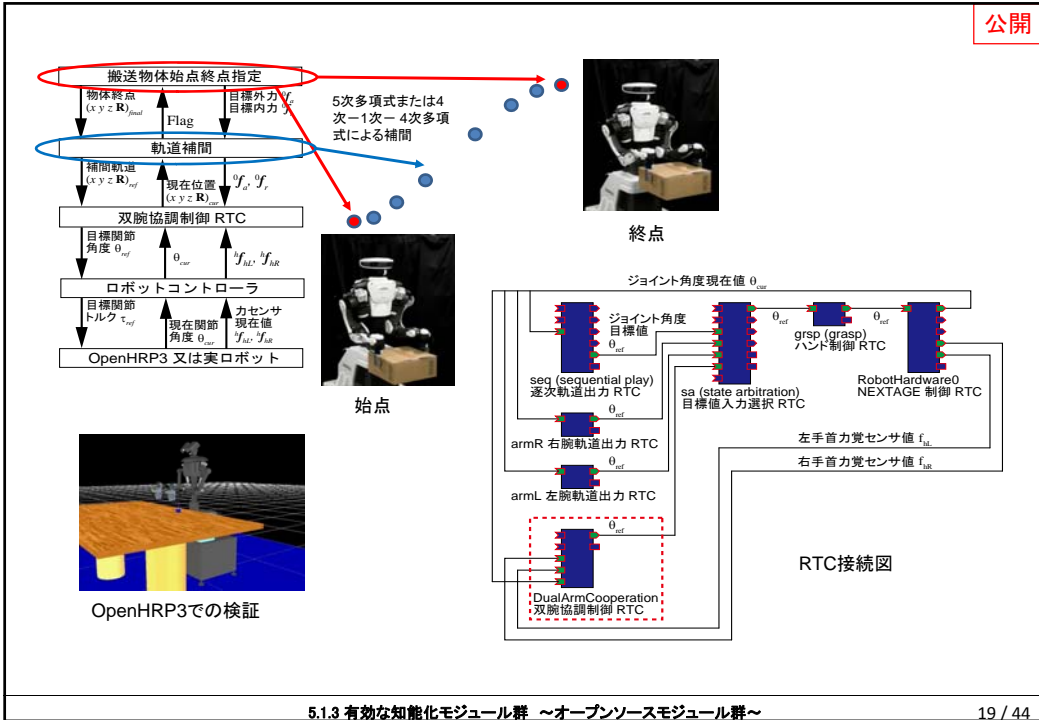 公開
搬送物体始点終点指定
物体終点
(x y z R)final
Flag
目標外力 ⁰fa
目標内力 ⁰fr
軌道補間
補間軌道
(x y z R)ref
現在位置
(x y z R)cur
⁰fa, ⁰fr
双腕協調制御 RTC
目標関節
角度 θref
θcur
ʰfhL, ʰfhR
ロボットコントローラ
目標関節
トルク τref
現在関節
角度 θcur
力センサ
現在値
ʰfhL, ʰfhR
OpenHRP3 又は実ロボット
5次多項式または4
次ー1次ー 4次多項
式による補間
終点
始点
ジョイント角度現在値 θcur
ジョイント角度
目標値
θref
θref
θref
seq (sequential play)
逐次軌道出力 RTC
sa (state arbitration)
目標値入力選択 RTC
grsp (grasp)
ハンド制御 RTC
RobotHardware0
NEXTAGE 制御 RTC
θref
armR 右腕軌道出力 RTC
θref
armL 左腕軌道出力 RTC
左手首力覚センサ値 fhL
右手首力覚センサ値 fhR
θref
DualArmCooperation
双腕協調制御 RTC
RTC接続図
OpenHRP3での検証
5.1.3 有効な知能化モジュール群 ～オープンソースモジュール群～
19 / 44